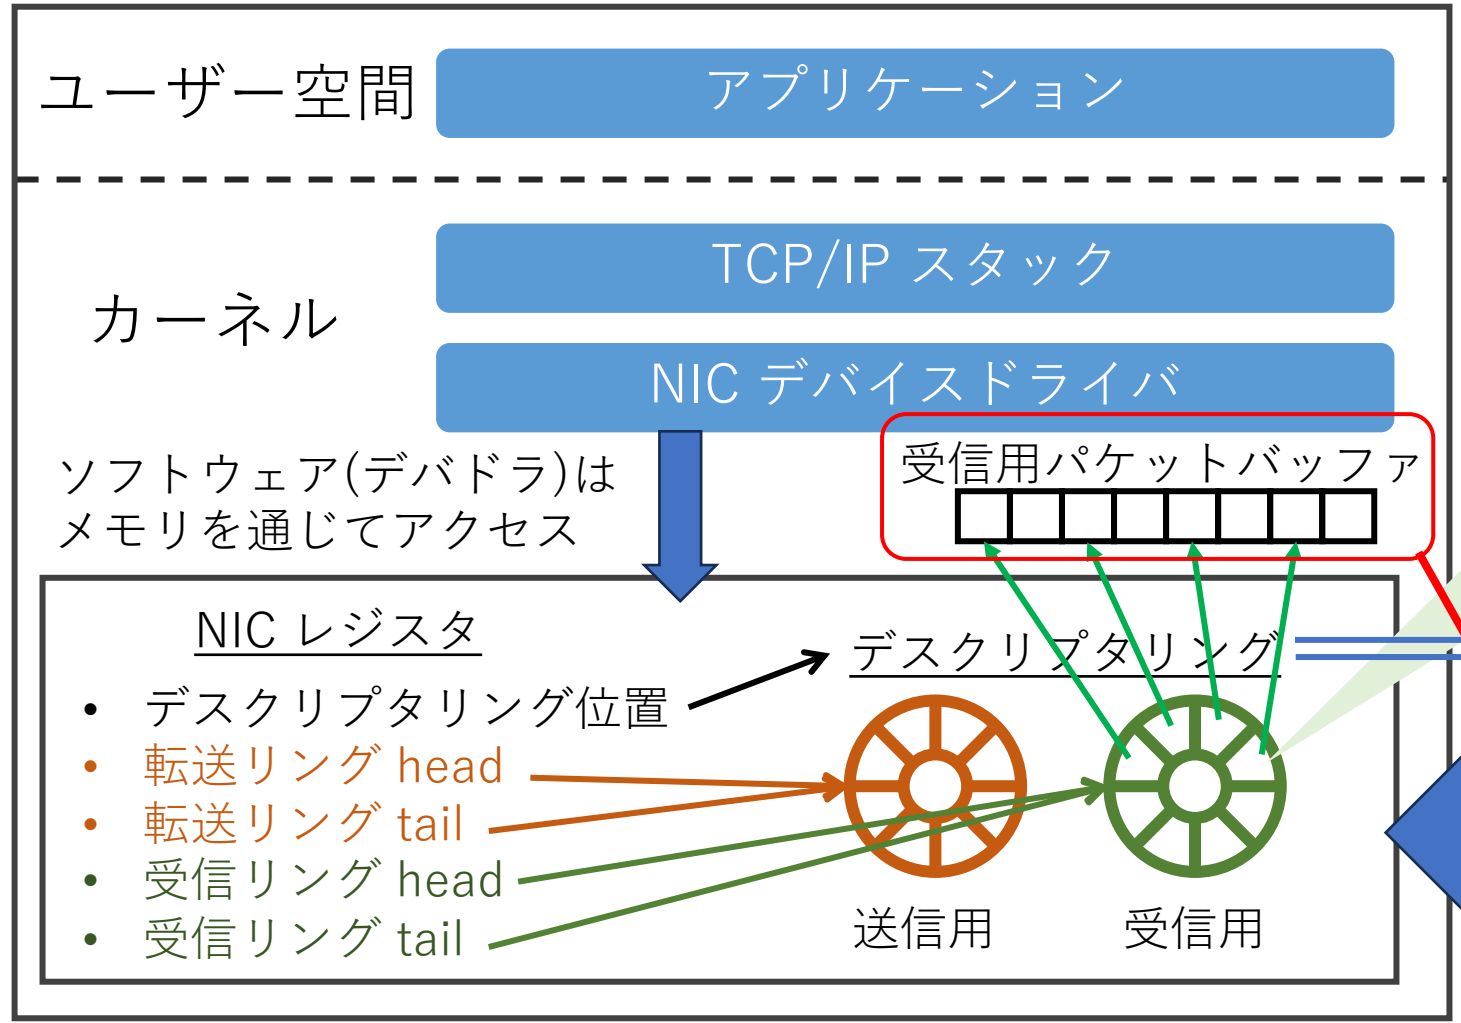 ユーザー空間
アプリケーション
TCP/IP スタック
カーネル
NIC デバイスドライバ
受信用パケットバッファ
ソフトウェア(デバドラ)は
メモリを通じてアクセス
NIC レジスタ
デスクリプタリング
• デスクリプタリング位置
• 転送リング head
• 転送リング tail
• 受信リング head
• 受信リング tail
送信用
受信用